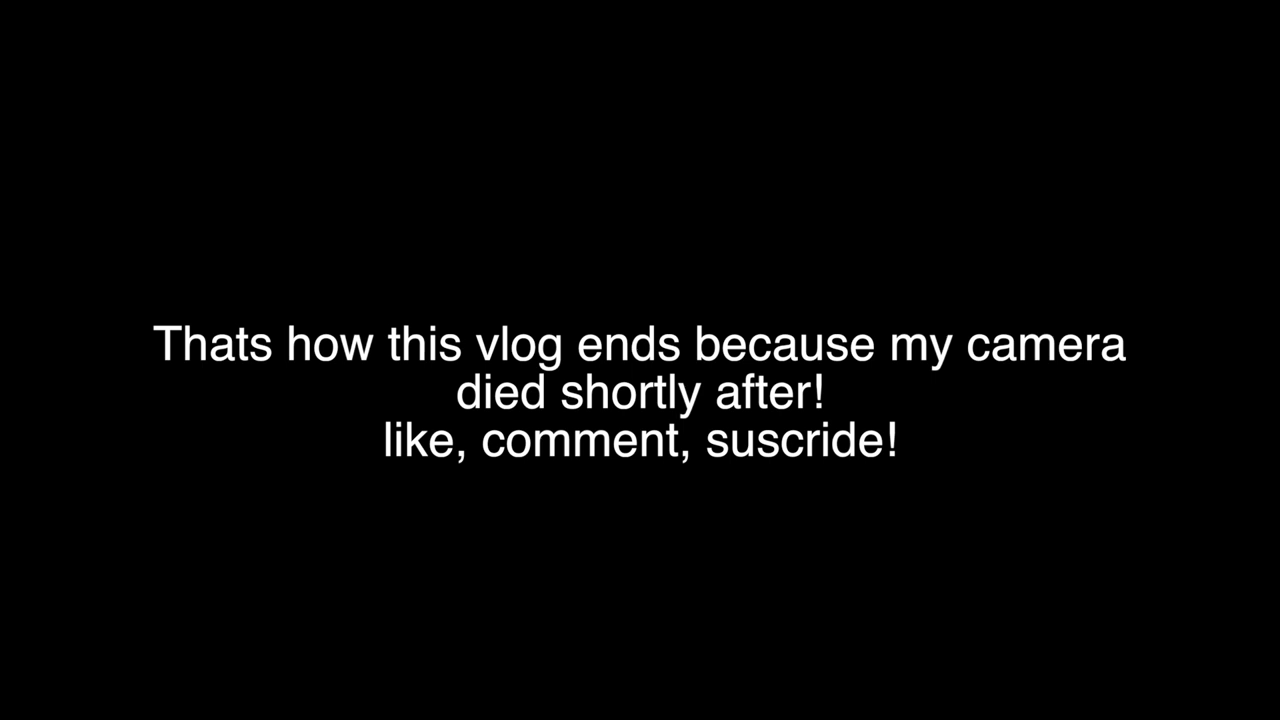 Thats how this vlog ends because my camera
died shortly after!
like, comment, suscride!